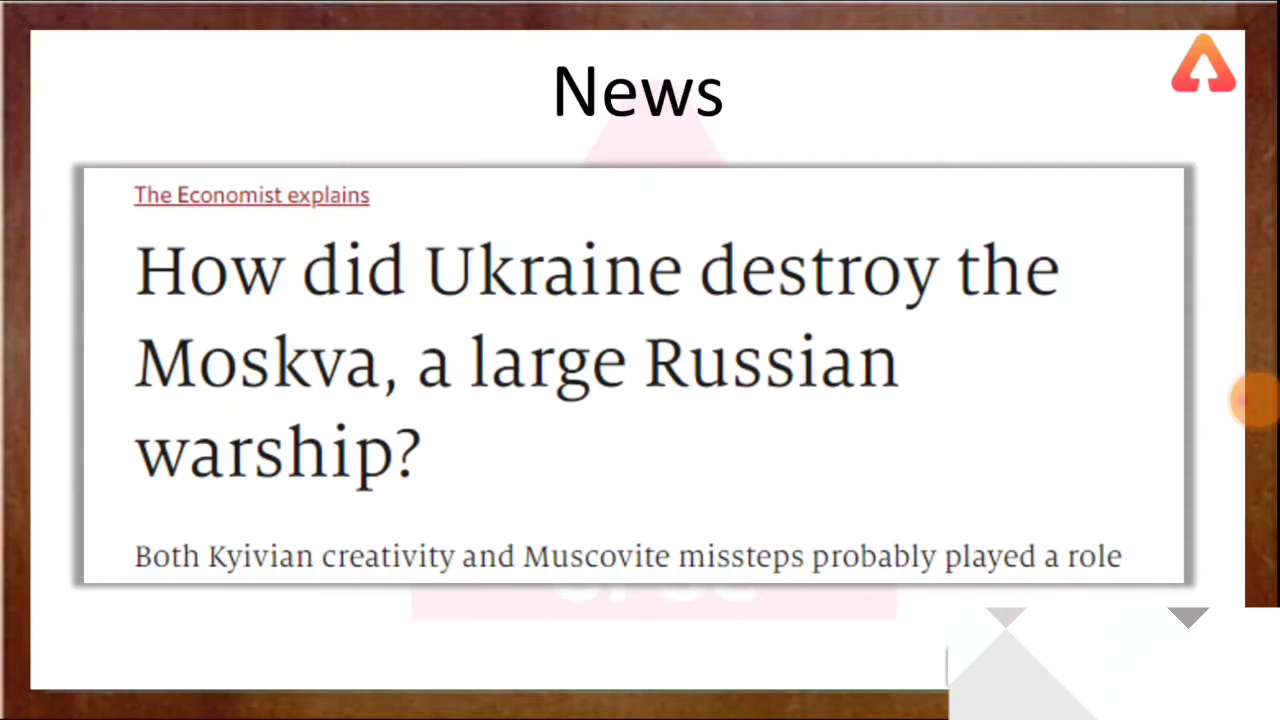 News
The Economist explains
How did Ukraine destroy the
Moskva, a large Russian
warship?
Both Kyivian creativity and Muscovite missteps probably played a role